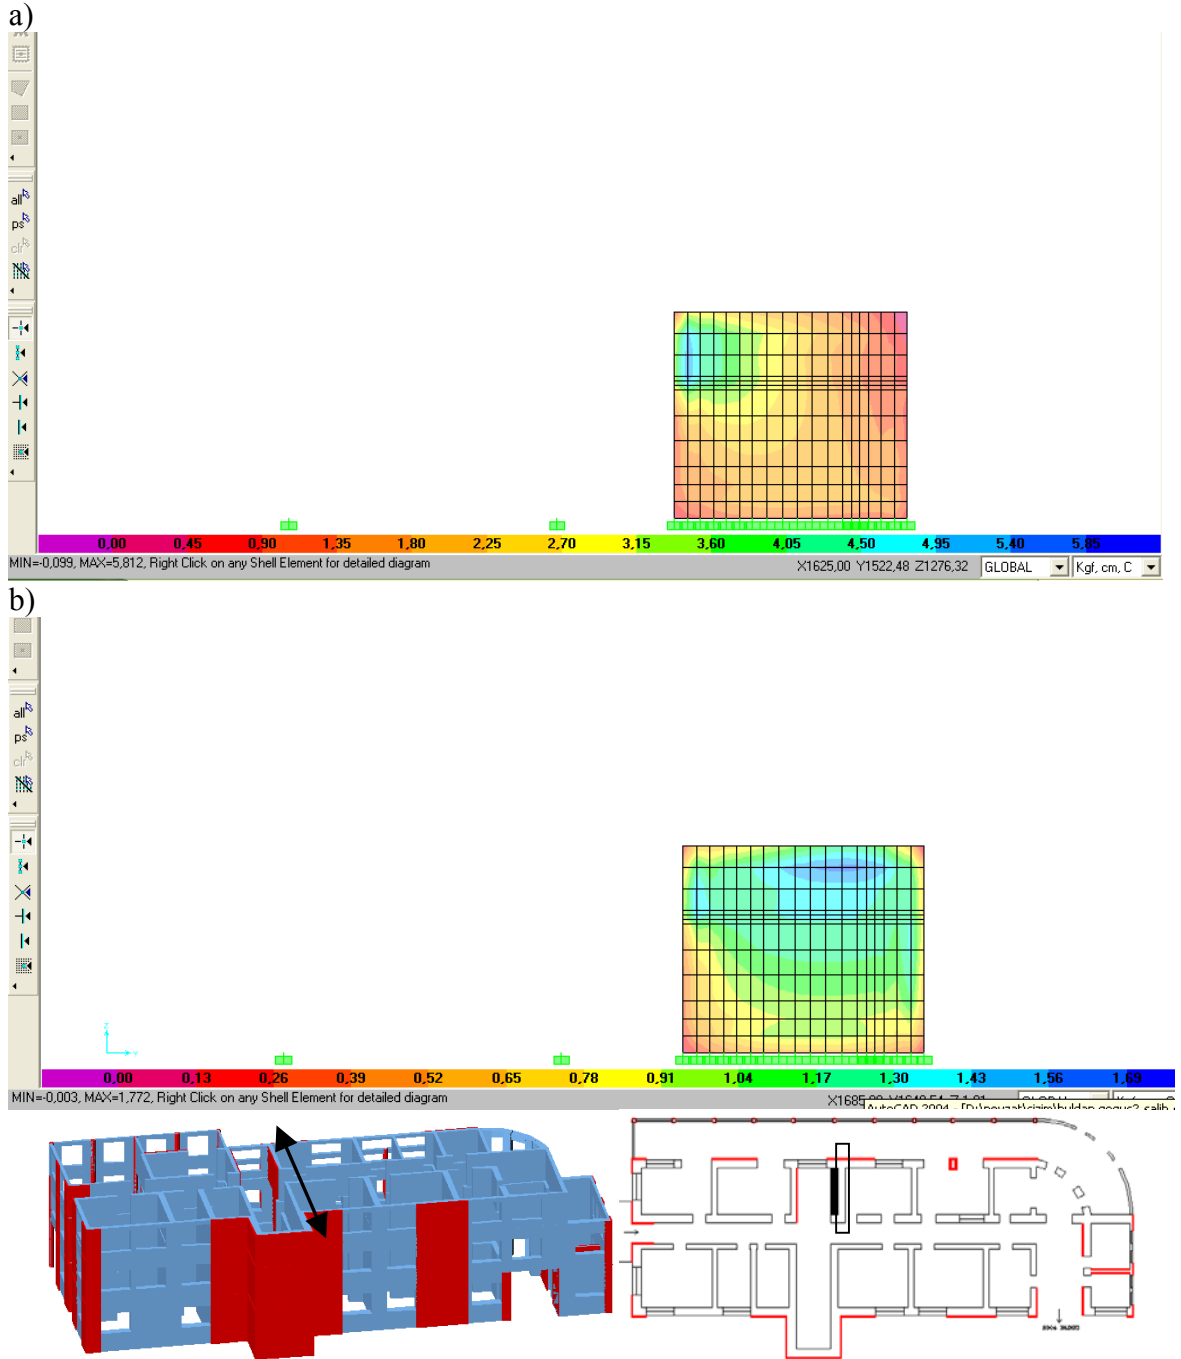 a)
all
ps
clr
0,00 0,45 0,90 1,35 1,80 2,25 2,70 3,15 3,60 4,05 4,50 4,95 5,40 5,85
MIN=-0,099, MAX=5,812, Right Click on any Shell Element for detailed diagram X1625,00 Y1522,48 Z1276,32 GLOBAL Kgf, cm, C
b)
all
ps
clr
Z
0,00 0,13 0,26 0,39 0,52 0,65 0,78 0,91 1,04 1,17 1,30 1,43 1,56 1,69
MIN=-0,003, MAX=1,772, Right Click on any Shell Element for detailed diagram
AutoCAD 2004